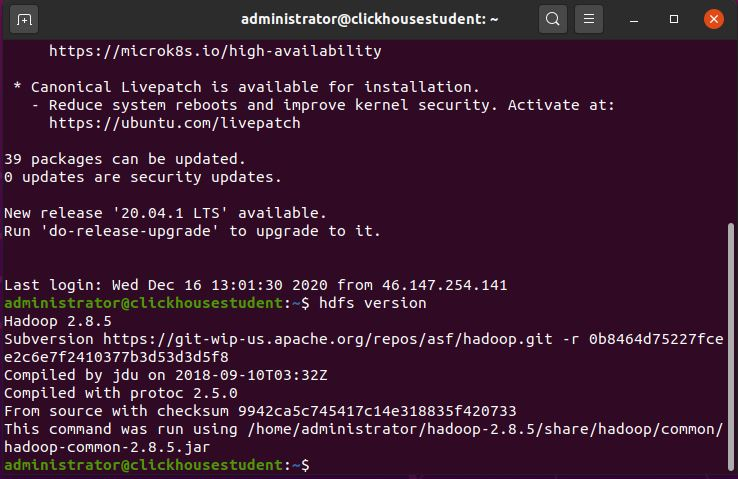 administrator@clickhousestudent: ~
https://microk8s.io/high-availability
* Canonical Livepatch is available for installation.
- Reduce system reboots and improve kernel security. Activate at:
https://ubuntu.com/livepatch
39 packages can be updated.
0 updates are security updates.
New release '20.04.1 LTS' available.
Run 'do-release-upgrade' to upgrade to it.
Last login: Wed Dec 16 13:01:30 2020 from 46.147.254.141
administrator@clickhousestudent:~$ hdfs version
Hadoop 2.8.5
Subversion https://git-wip-us.apache.org/repos/asf/hadoop.git -r 0b8464d75227fce
e2c6e7f2410377b3d53d3d5f8
Compiled by jdu on 2018-09-10T03:32Z
Compiled with protoc 2.5.0
From source with checksum 9942ca5c745417c14e318835f420733
This command was run using /home/administrator/hadoop-2.8.5/share/hadoop/common/
hadoop-common-2.8.5.jar
administrator@clickhousestudent:~$